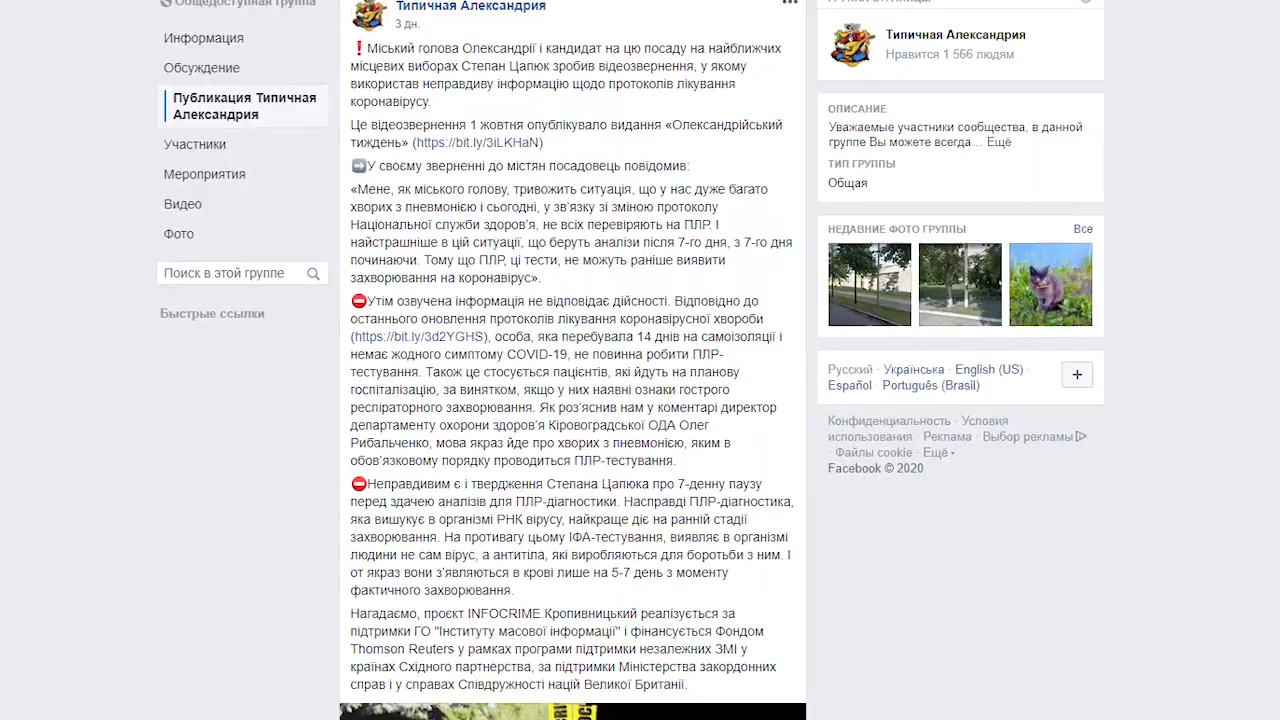 Общедоступная группа
Информация
Обсуждение
Публикация Типичная
Александрия
Участники
Мероприятия
Видео
Фото
Поиск в этой группе
Быстрые ссылки
Типичная Александрия
3 дн.
❗Міський голова Олександрії і кандидат на цю посаду на найближчих
місцевих виборах Степан Цапюк зробив відеозвернення, у якому
використав неправдиву інформацію щодо протоколів лікування
коронавірусу.
Це відеозвернення 1 жовтня опублікувало видання «Олександрійський
тиждень» (https://bit.ly/3iLKHaN)
➡У своєму зверненні до містян посадовець повідомив:
«Мене, як міського голову, тривожить ситуація, що у нас дуже багато
хворих з пневмонією і сьогодні, у зв’язку зі зміною протоколу
Національної служби здоров’я, не всіх перевіряють на ПЛР. І
найстрашніше в цій ситуації, що беруть аналізи після 7-го дня, з 7-го дня
починаючи. Тому що ПЛР, ці тести, не можуть раніше виявити
захворювання на коронавірус».
⛔Утім озвучена інформація не відповідає дійсності. Відповідно до
останнього оновлення протоколів лікування коронавірусної хвороби
(https://bit.ly/3d2YGHS), особа, яка перебувала 14 днів на самоізоляції і
немає жодного симптому COVID-19, не повинна робити ПЛР-
тестування. Також це стосується пацієнтів, які йдуть на планову
госпіталізацію, за винятком, якщо у них наявні ознаки гострого
респіраторного захворювання. Як роз’яснив нам у коментарі директор
департаменту охорони здоров’я Кіровоградської ОДА Олег
Рибальченко, мова якраз йде про хворих з пневмонією, яким в
обов’язковому порядку проводиться ПЛР-тестування.
⛔Неправдивим є і твердження Степана Цапюка про 7-денну паузу
перед здачею аналізів для ПЛР-діагностики. Насправді ПЛР-діагностика,
яка вишукує в організмі РНК вірусу, найкраще діє на ранній стадії
захворювання. На противагу цьому ІФА-тестування, виявляє в організмі
людини не сам вірус, а антитіла, які виробляються для боротьби з ним. І
от якраз вони з’являються в крові лише на 5-7 день з моменту
фактичного захворювання.
Нагадаємо, проєкт INFOCRIME.Кропивницький реалізується за
підтримки ГО "Інституту масової інформації" і фінансується Фондом
Thomson Reuters у рамках програми підтримки незалежних ЗМІ у
країнах Східного партнерства, за підтримки Міністерства закордонних
справ і у справах Співдружності націй Великої Британії.
Типичная Александрия
Нравится 1 566 людям
ОПИСАНИЕ
Уважаемые участники сообщества, в данной
группе Вы можете всегда… Ещё
ТИП ГРУППЫ
Общая
НЕДАВНИЕ ФОТО ГРУППЫ
Все
Русский · Українська · English (US) ·
Español · Português (Brasil)
Конфиденциальность · Условия
использования · Реклама · Выбор рекламы
· Файлы cookie · Ещё
Facebook © 2020